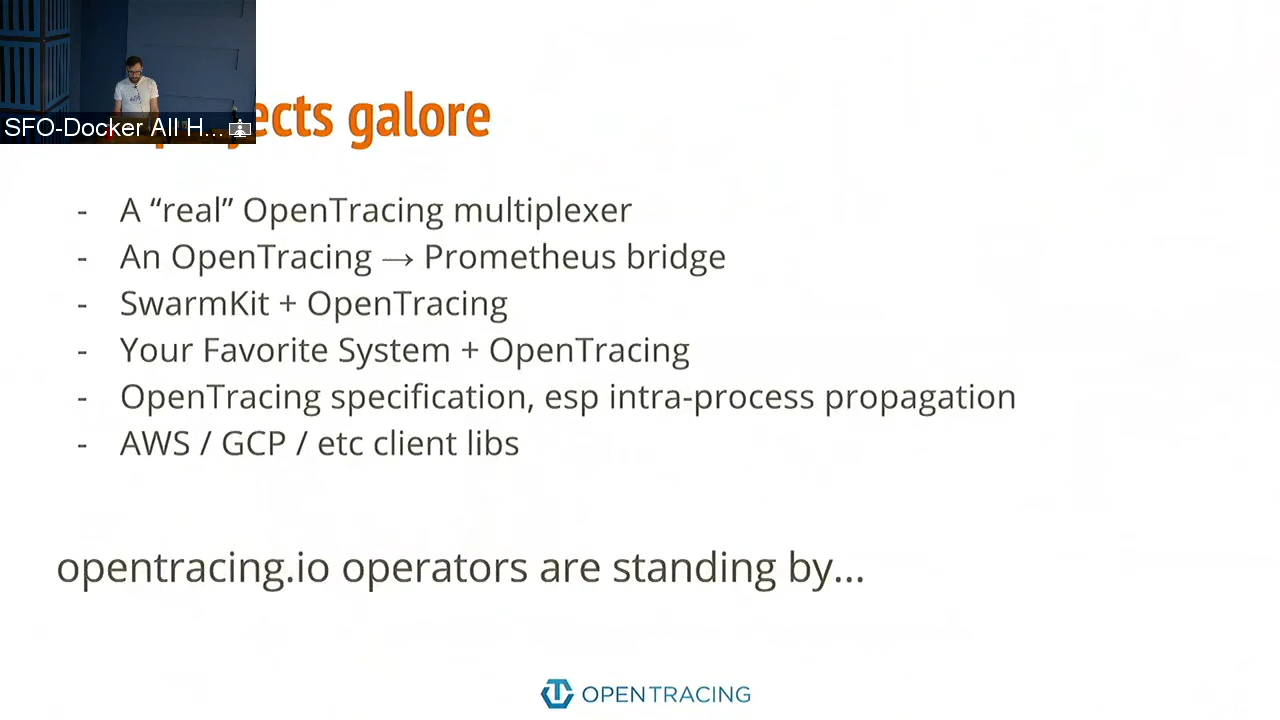 SFO-Docker All H...
galore
- A “real” OpenTracing multiplexer
- An OpenTracing → Prometheus bridge
- SwarmKit + OpenTracing
- Your Favorite System + OpenTracing
- OpenTracing specification, esp intra-process propagation
- AWS / GCP / etc client libs
opentracing.io operators are standing by...
OPENTRACING